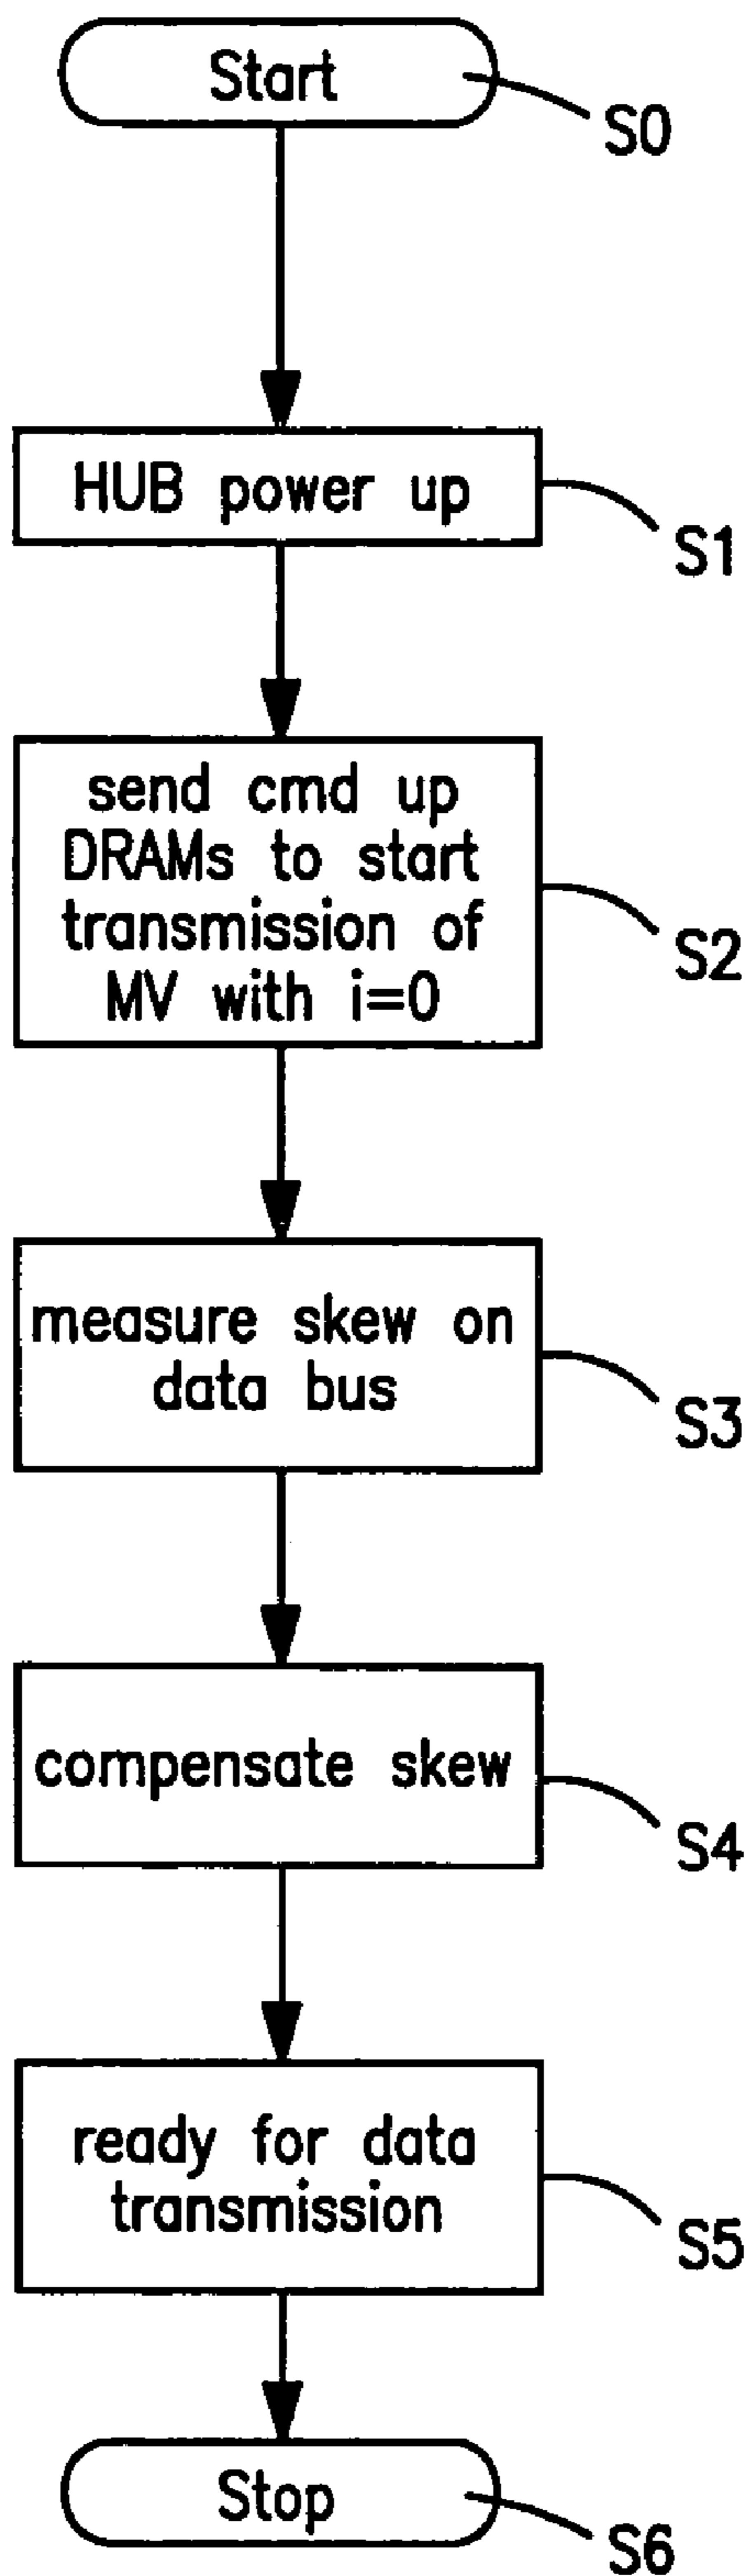 Start
S0
HUB power up
S1
send cmd up
DRAMs to start
transmission of
MV with i=0
S2
measure skew on
data bus
S3
compensate skew
S4
ready for data
transmission
S5
Stop
S6